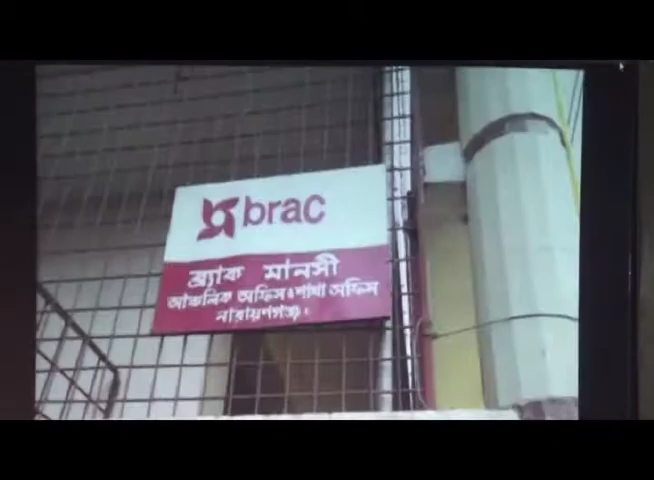 brac
ব্র্যাক মানসী
আঞ্চলিক অফিস ও শাখা অফিস
নারায়ণগঞ্জ।